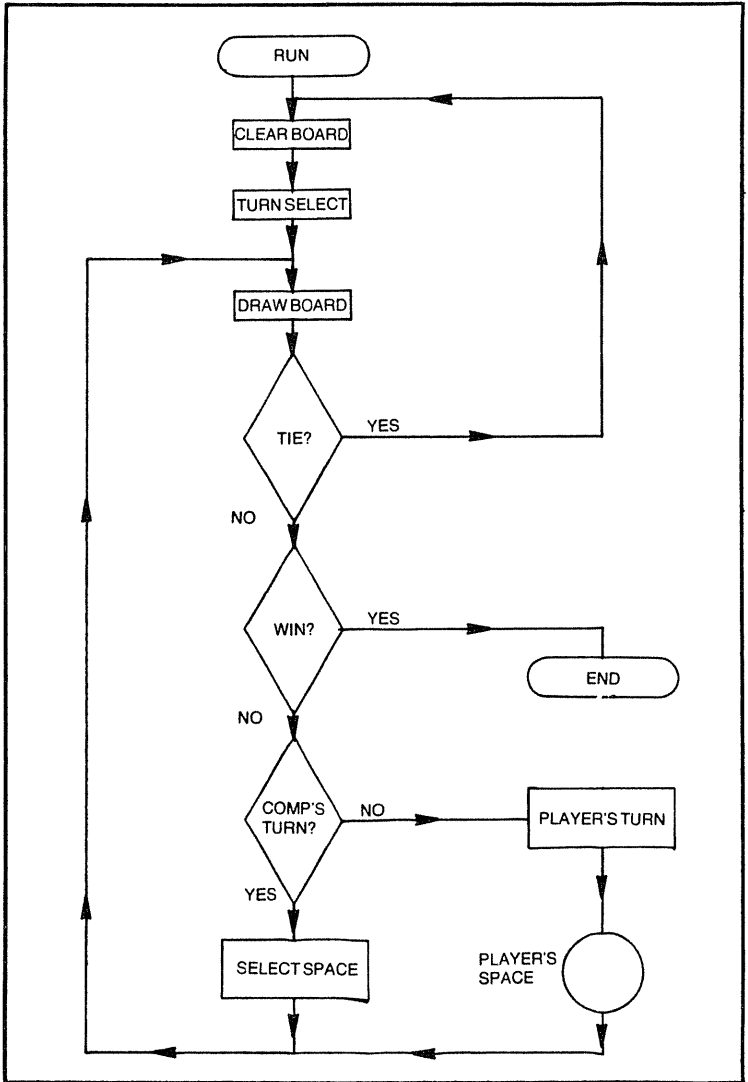 RUN
CLEAR BOARD
TURN SELECT
DRAW BOARD
TIE?
YES
NO
WIN?
YES
END
NO
COMP'S
TURN?
NO
PLAYER'S TURN
YES
SELECT SPACE
PLAYER'S
SPACE